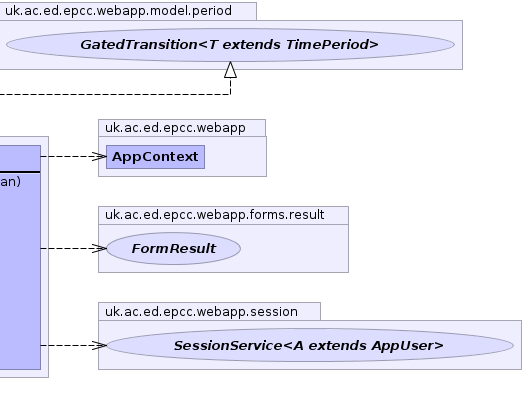 uk.ac.ed.epcc.webapp.model.period
GatedTransition<T extends TimePeriod>
uk.ac.ed.epcc.webapp
AppContext
an)
uk.ac.ed.epcc.webapp.forms.result
FormResult
uk.ac.ed.epcc.webapp.session
SessionService<A extends AppUser>